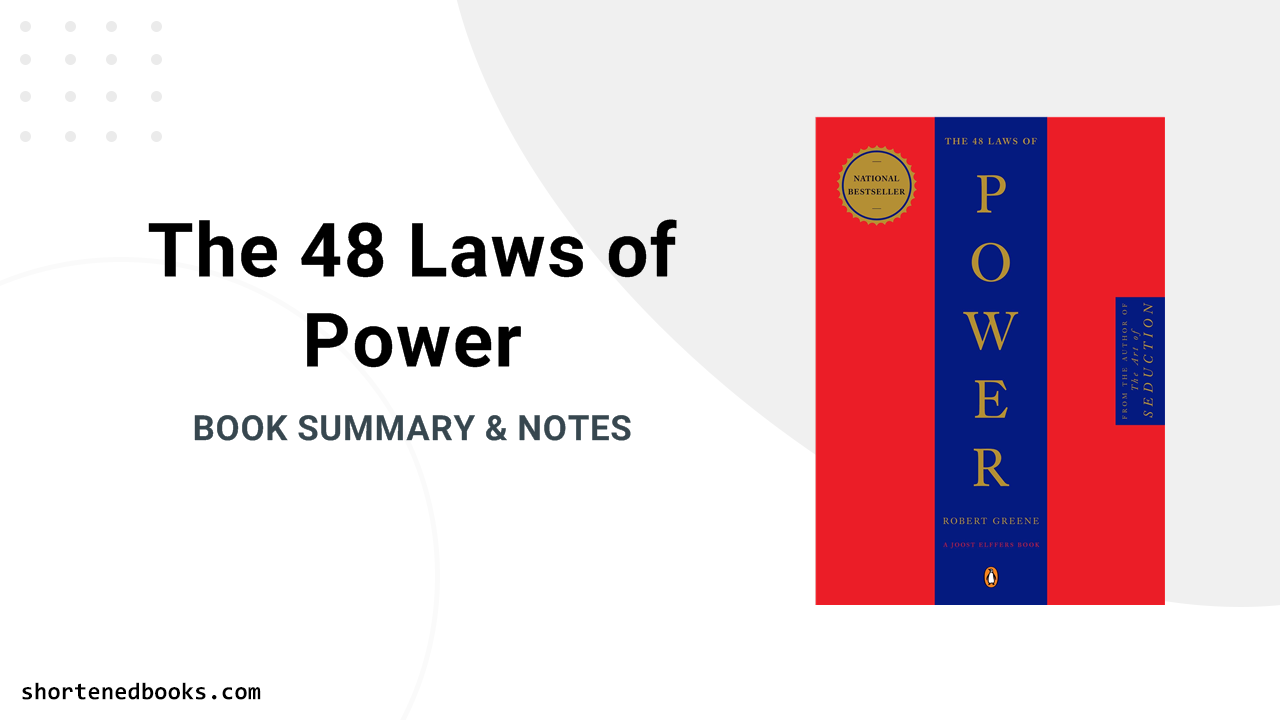 The 48 Laws of
Power
BOOK SUMMARY & NOTES
THE 48 LAWS OF
P
O
W
E
R
NATIONAL
BESTSELLER
FROM THE AUTHOR OF
The Art of
SEDUCTION
ROBERT GREENE
A JOOST ELFFERS BOOK
shortenedbooks.com